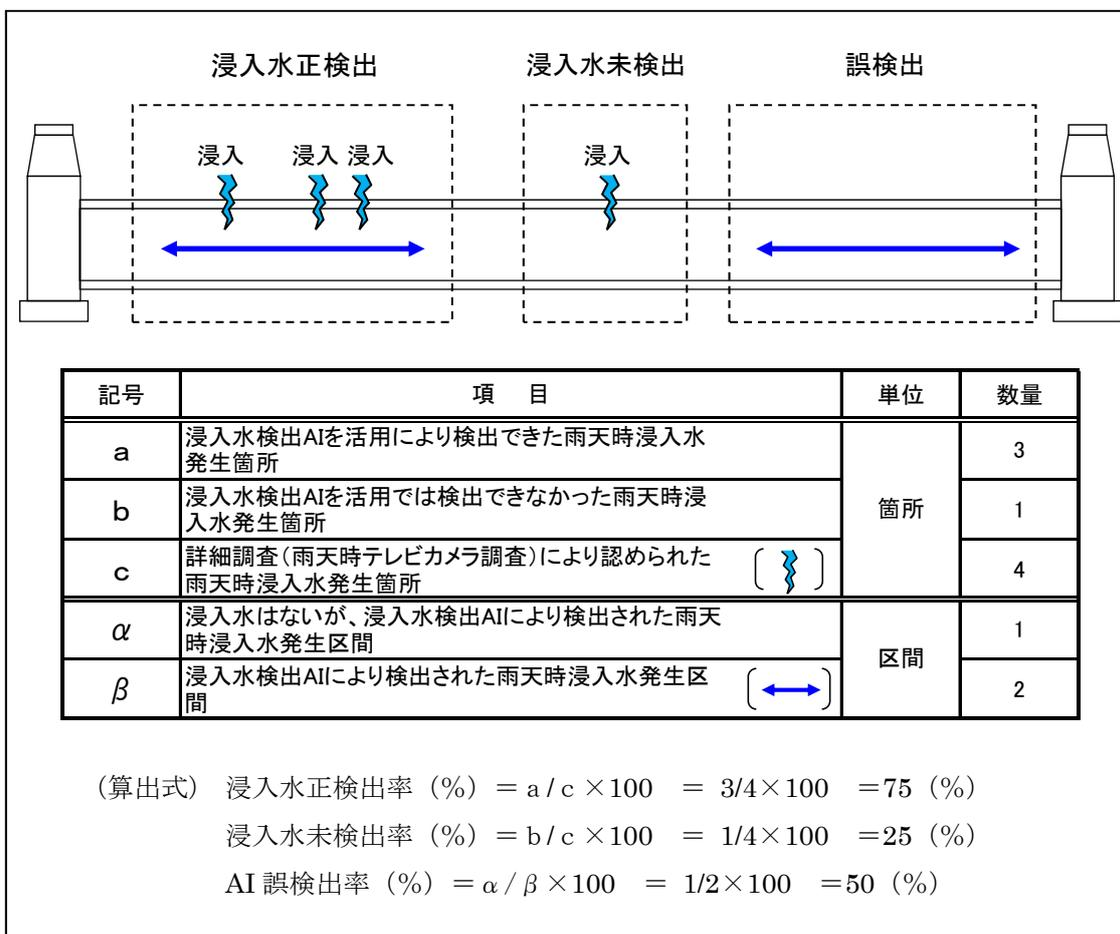 浸入水正検出 浸入水未検出 誤検出
浸入 浸入 浸入 浸入
記号 項 目 単位 数量
a 浸入水検出AIを活用により検出できた雨天時浸入水
発生箇所 3
b 浸入水検出AIを活用では検出できなかった雨天時浸
入水発生箇所 箇所 1
c 詳細調査(雨天時テレビカメラ調査)により認められた
雨天時浸入水発生箇所 4
α 浸入水はないが、浸入水検出AIにより検出された雨天
時浸入水発生区間 1
区間
β 浸入水検出AIにより検出された雨天時浸入水発生区
間 2
(算出式) 浸入水正検出率(%)=a/c×100 = 3/4×100 =75(%)
浸入水未検出率(%)=b/c×100 = 1/4×100 =25(%)
AI 誤検出率(%)=α/β×100 = 1/2×100 =50(%)